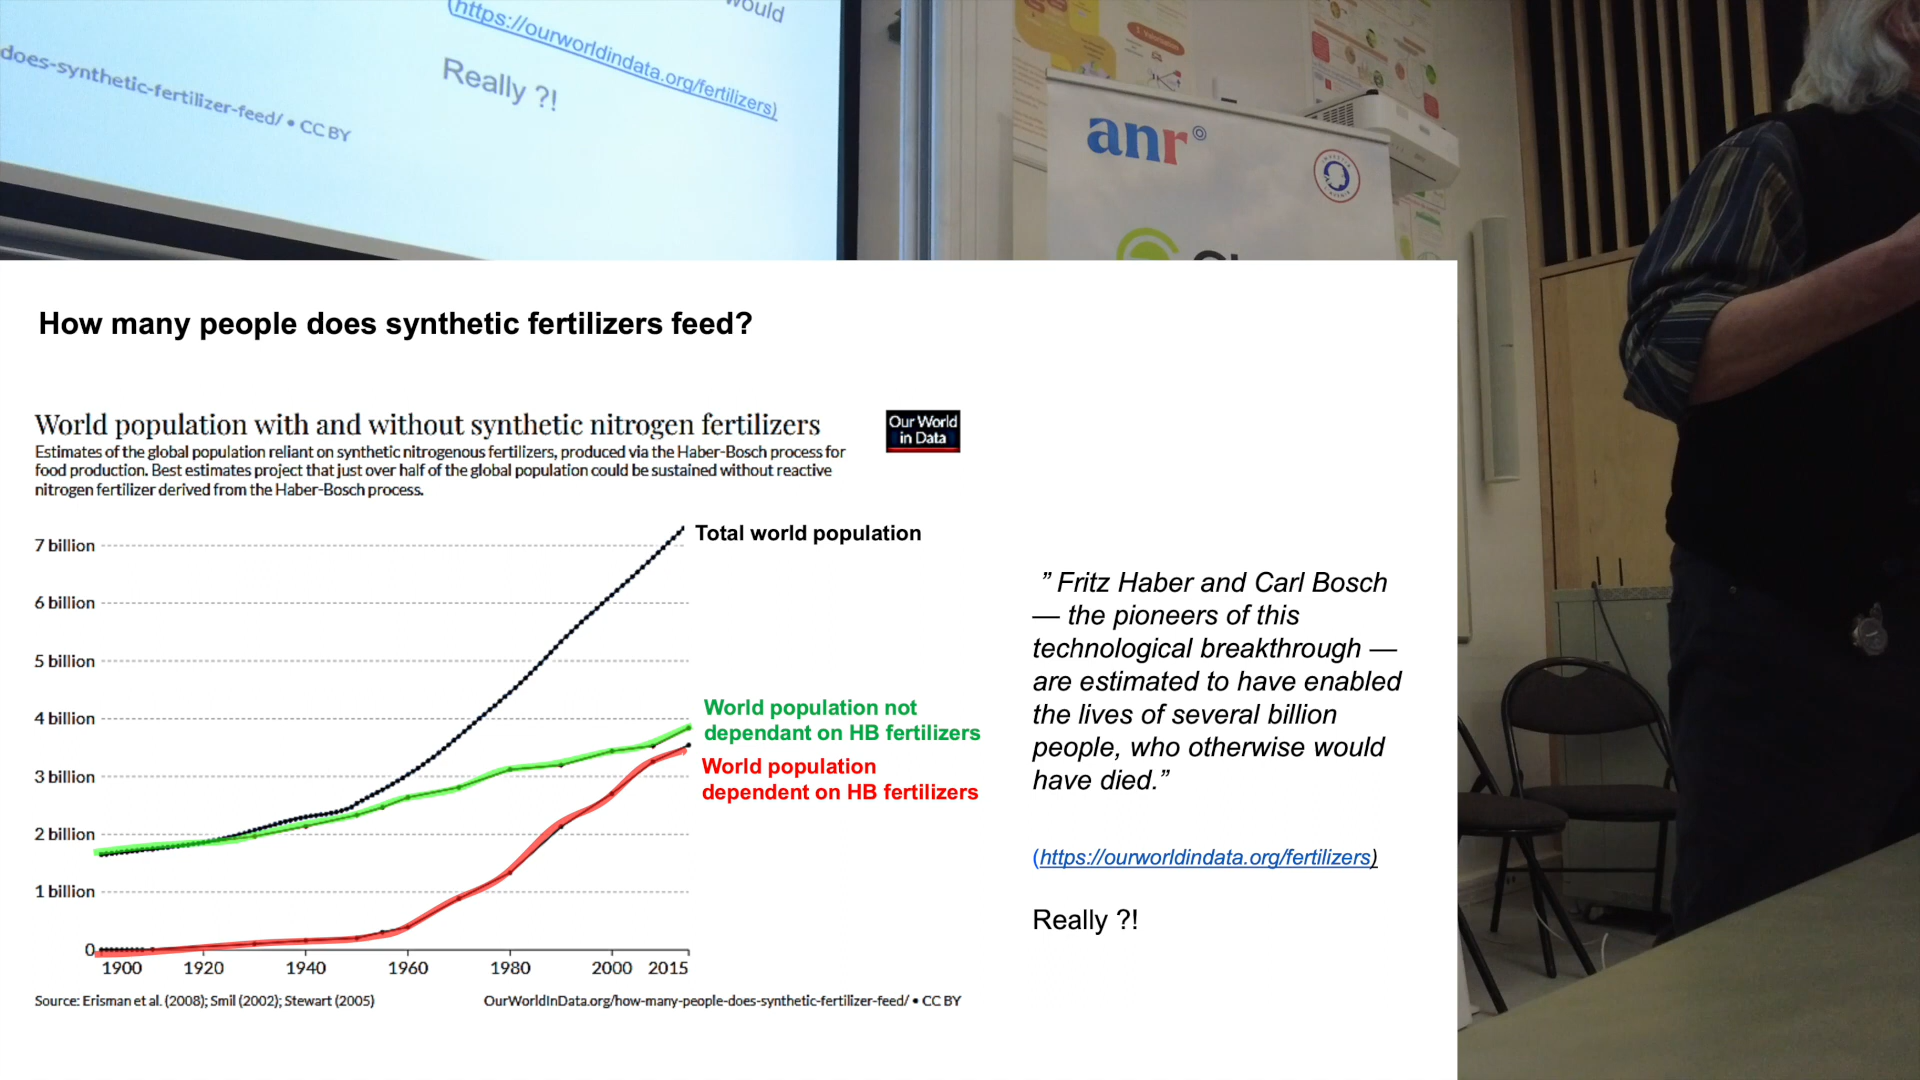 would
(https://ourworldindata.org/fertilizers)
does-synthetic-fertilizer-feed/ • CC BY
Really ?!
anr
How many people does synthetic fertilizers feed?
World population with and without synthetic nitrogen fertilizers
Our World
in Data
Estimates of the global population reliant on synthetic nitrogenous fertilizers, produced via the Haber-Bosch process for
food production. Best estimates project that just over half of the global population could be sustained without reactive
nitrogen fertilizer derived from the Haber-Bosch process.
7 billion
6 billion
5 billion
4 billion
3 billion
2 billion
1 billion
0
1900 1920 1940 1960 1980 2000 2015
Total world population
World population not
dependant on HB fertilizers
World population
dependent on HB fertilizers
Source: Erisman et al. (2008); Smil (2002); Stewart (2005)
OurWorldInData.org/how-many-people-does-synthetic-fertilizer-feed/ • CC BY
” Fritz Haber and Carl Bosch
— the pioneers of this
technological breakthrough —
are estimated to have enabled
the lives of several billion
people, who otherwise would
have died.”
(https://ourworldindata.org/fertilizers)
Really ?!